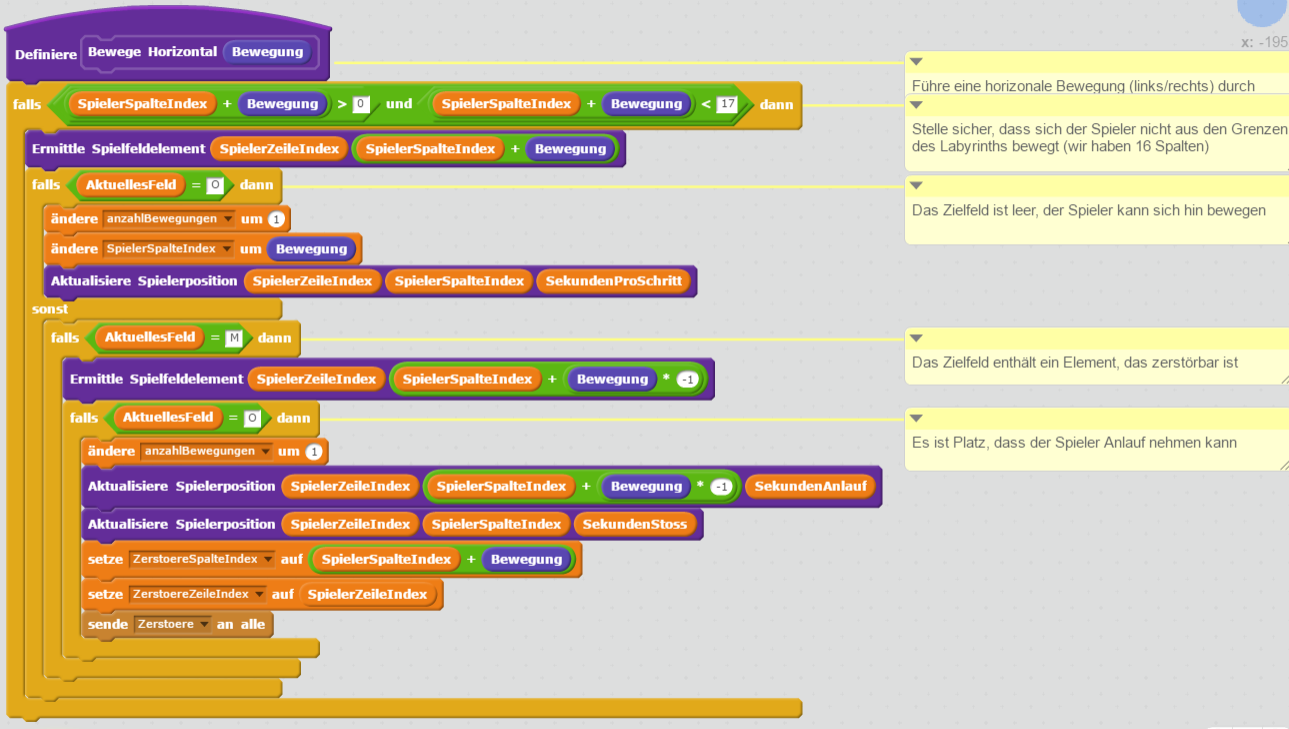 x: -195
Definiere Bewege Horizontal Bewegung
Führe eine horizonale Bewegung (links/rechts) durch
falls SpielerSpalteIndex + Bewegung > 0 und SpielerSpalteIndex + Bewegung < 17 dann
Stelle sicher, dass sich der Spieler nicht aus den Grenzen
des Labyrinths bewegt (wir haben 16 Spalten)
Ermittle Spielfeldelement SpielerZeileIndex SpielerSpalteIndex + Bewegung
falls AktuellesFeld = O dann
Das Zielfeld ist leer, der Spieler kann sich hin bewegen
ändere anzahlBewegungen um 1
ändere SpielerSpalteIndex um Bewegung
Aktualisiere Spielerposition SpielerZeileIndex SpielerSpalteIndex SekundenProSchritt
sonst
falls AktuellesFeld = M dann
Das Zielfeld enthält ein Element, das zerstörbar ist
Ermittle Spielfeldelement SpielerZeileIndex SpielerSpalteIndex + Bewegung * -1
falls AktuellesFeld = O dann
Es ist Platz, dass der Spieler Anlauf nehmen kann
ändere anzahlBewegungen um 1
Aktualisiere Spielerposition SpielerZeileIndex SpielerSpalteIndex + Bewegung * -1 SekundenAnlauf
Aktualisiere Spielerposition SpielerZeileIndex SpielerSpalteIndex SekundenStoss
setze ZerstoereSpalteIndex auf SpielerSpalteIndex + Bewegung
setze ZerstoereZeileIndex auf SpielerZeileIndex
sende Zerstoere an alle